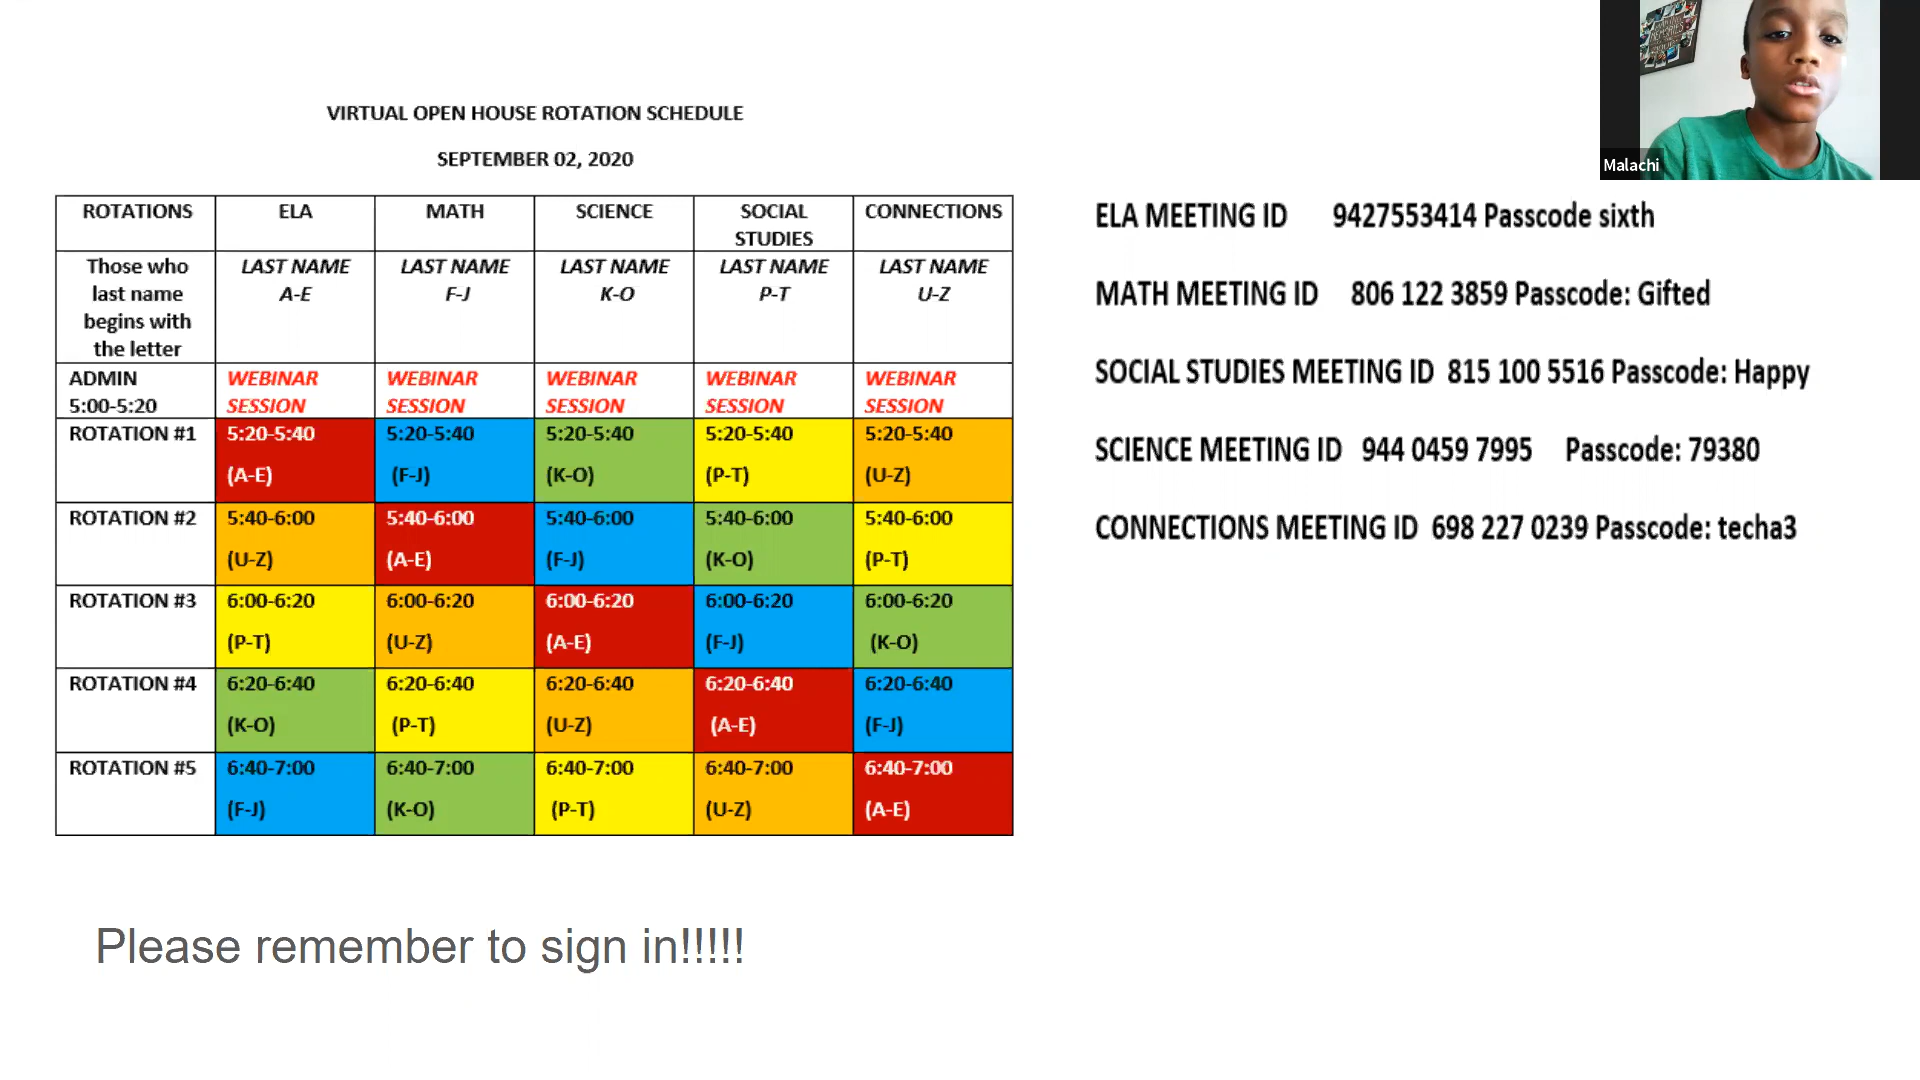 VIRTUAL OPEN HOUSE ROTATION SCHEDULE
SEPTEMBER 02, 2020
ROTATIONS ELA MATH SCIENCE SOCIAL STUDIES CONNECTIONS
Those who last name begins with the letter LAST NAME A-E LAST NAME F-J LAST NAME K-O LAST NAME P-T LAST NAME U-Z
ADMIN 5:00-5:20 WEBINAR SESSION WEBINAR SESSION WEBINAR SESSION WEBINAR SESSION WEBINAR SESSION
ROTATION #1 5:20-5:40 (A-E) 5:20-5:40 (F-J) 5:20-5:40 (K-O) 5:20-5:40 (P-T) 5:20-5:40 (U-Z)
ROTATION #2 5:40-6:00 (U-Z) 5:40-6:00 (A-E) 5:40-6:00 (F-J) 5:40-6:00 (K-O) 5:40-6:00 (P-T)
ROTATION #3 6:00-6:20 (P-T) 6:00-6:20 (U-Z) 6:00-6:20 (A-E) 6:00-6:20 (F-J) 6:00-6:20 (K-O)
ROTATION #4 6:20-6:40 (K-O) 6:20-6:40 (P-T) 6:20-6:40 (U-Z) 6:20-6:40 (A-E) 6:20-6:40 (F-J)
ROTATION #5 6:40-7:00 (F-J) 6:40-7:00 (K-O) 6:40-7:00 (P-T) 6:40-7:00 (U-Z) 6:40-7:00 (A-E)
ELA MEETING ID 9427553414 Passcode sixth
MATH MEETING ID 806 122 3859 Passcode: Gifted
SOCIAL STUDIES MEETING ID 815 100 5516 Passcode: Happy
SCIENCE MEETING ID 944 0459 7995 Passcode: 79380
CONNECTIONS MEETING ID 698 227 0239 Passcode: techa3
Please remember to sign in!!!!!
Malachi
MEMORIES